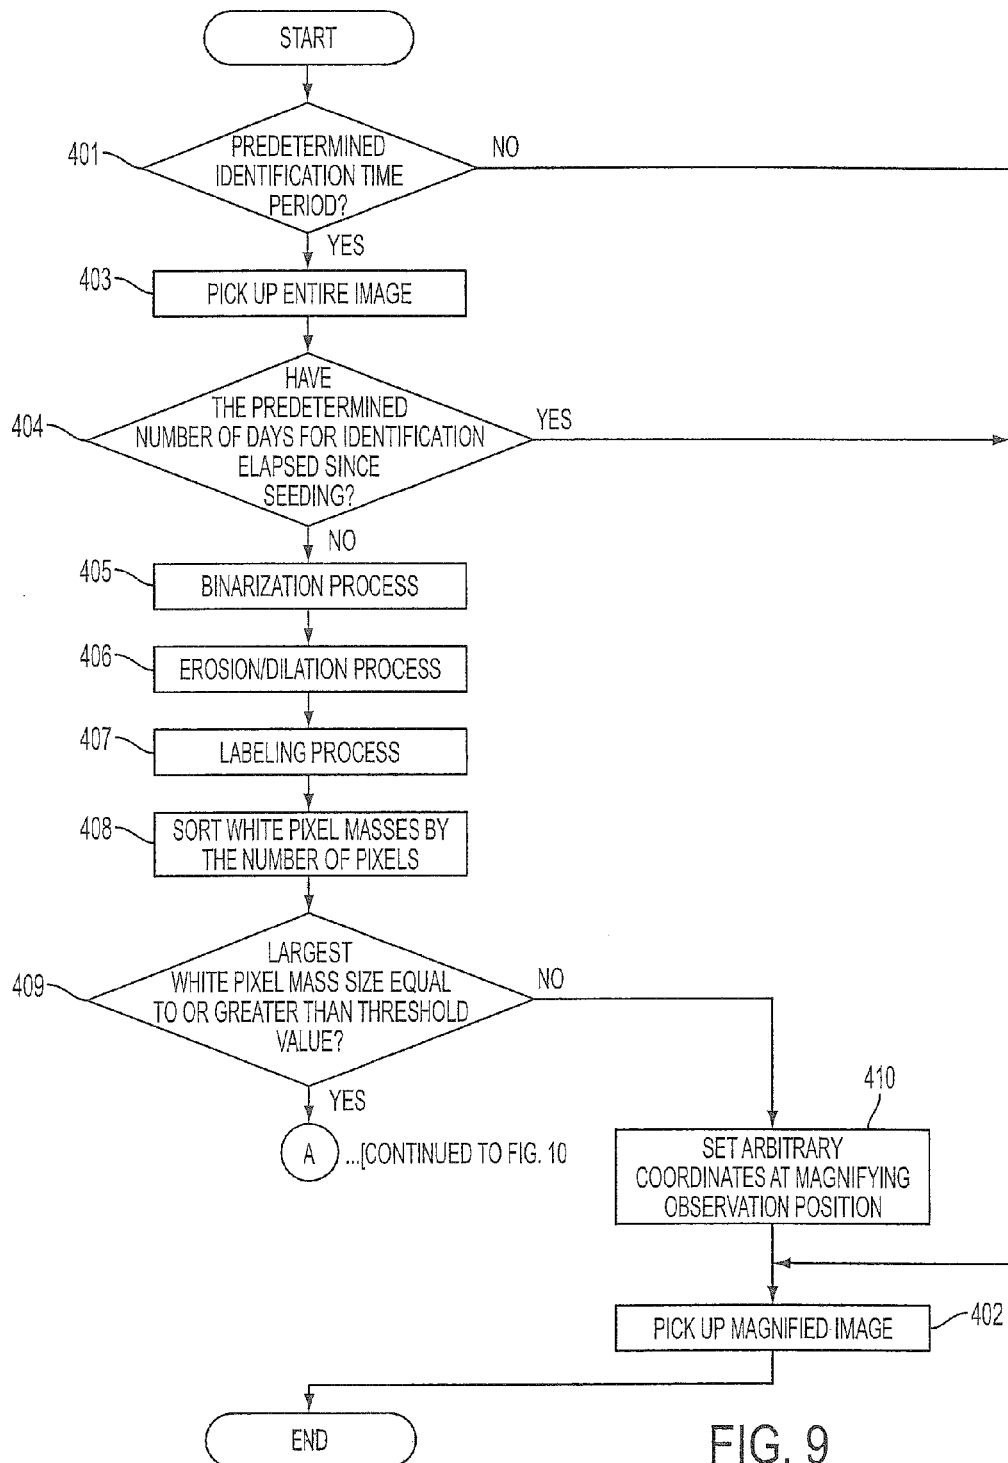 START
401
PREDETERMINED
IDENTIFICATION TIME
PERIOD?
NO
YES
403
PICK UP ENTIRE IMAGE
404
HAVE
THE PREDETERMINED
NUMBER OF DAYS FOR IDENTIFICATION
ELAPSED SINCE
SEEDING?
YES
NO
405
BINARIZATION PROCESS
406
EROSION/DILATION PROCESS
407
LABELING PROCESS
408
SORT WHITE PIXEL MASSES BY
THE NUMBER OF PIXELS
409
LARGEST
WHITE PIXEL MASS SIZE EQUAL
TO OR GREATER THAN THRESHOLD
VALUE?
NO
YES
A ...[CONTINUED TO FIG. 10
410
SET ARBITRARY
COORDINATES AT MAGNIFYING
OBSERVATION POSITION
402
PICK UP MAGNIFIED IMAGE
END
FIG. 9